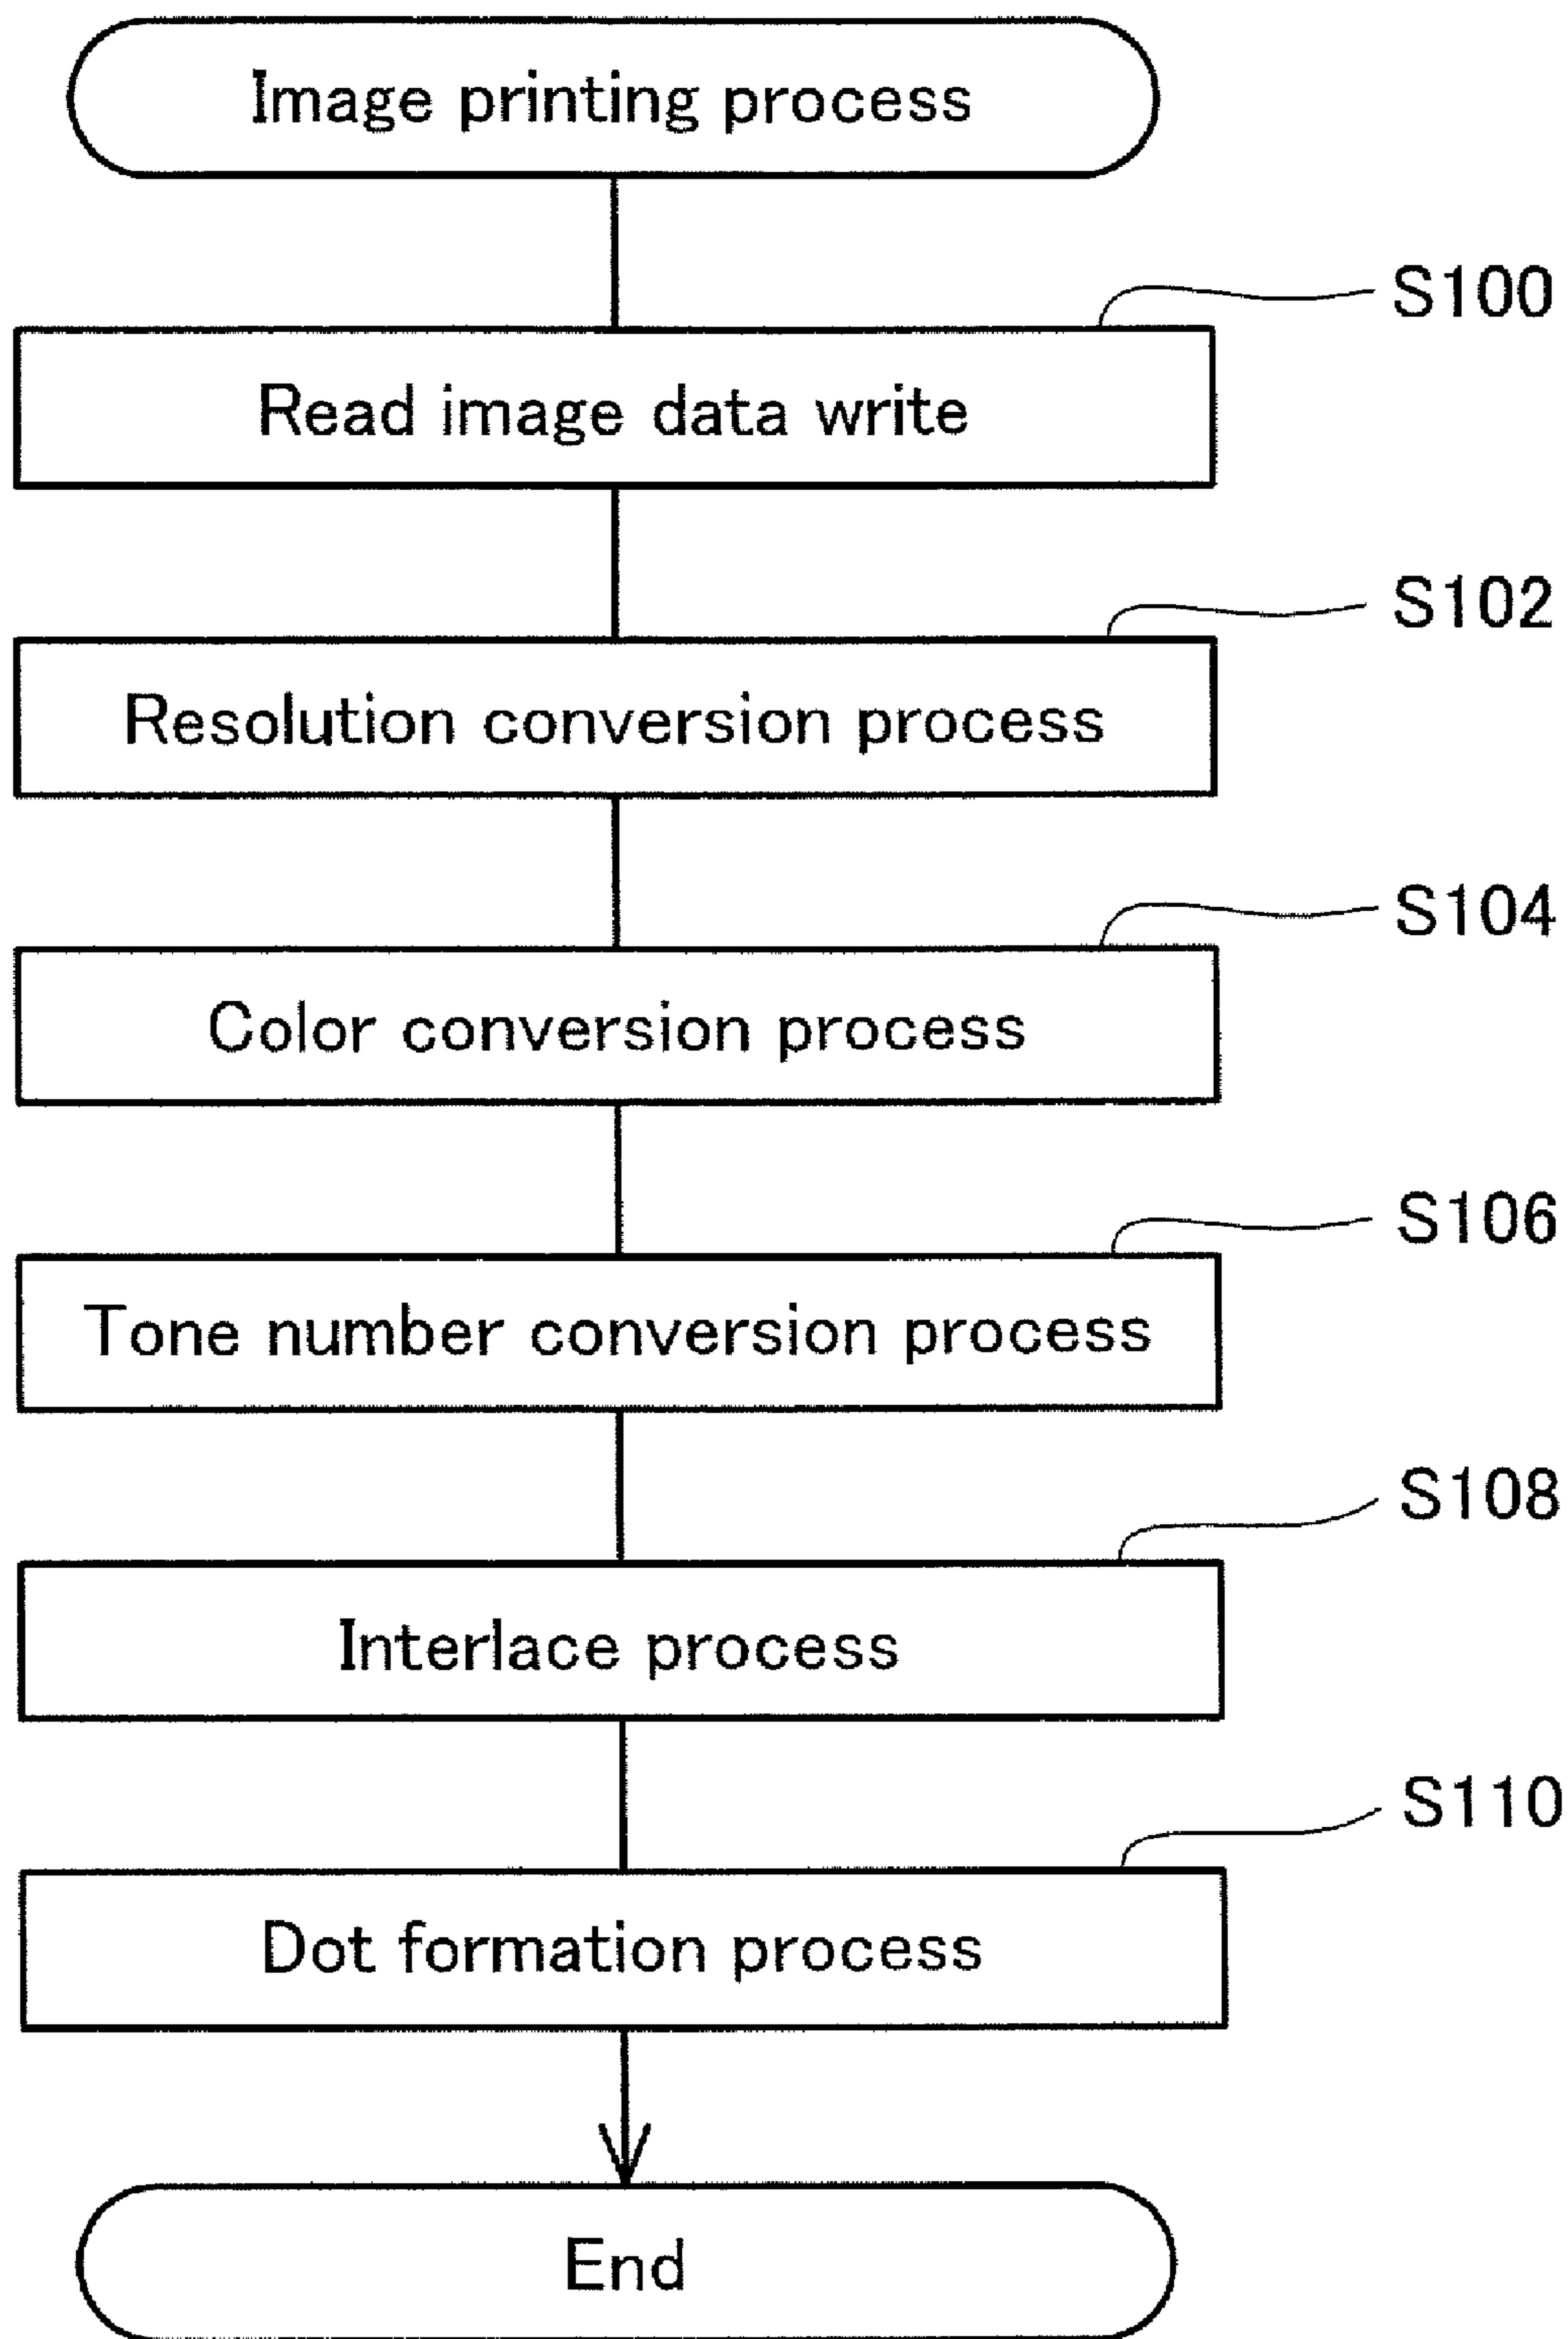 Image printing process
S100
Read image data write
S102
Resolution conversion process
S104
Color conversion process
S106
Tone number conversion process
S108
Interlace process
S110
Dot formation process
End